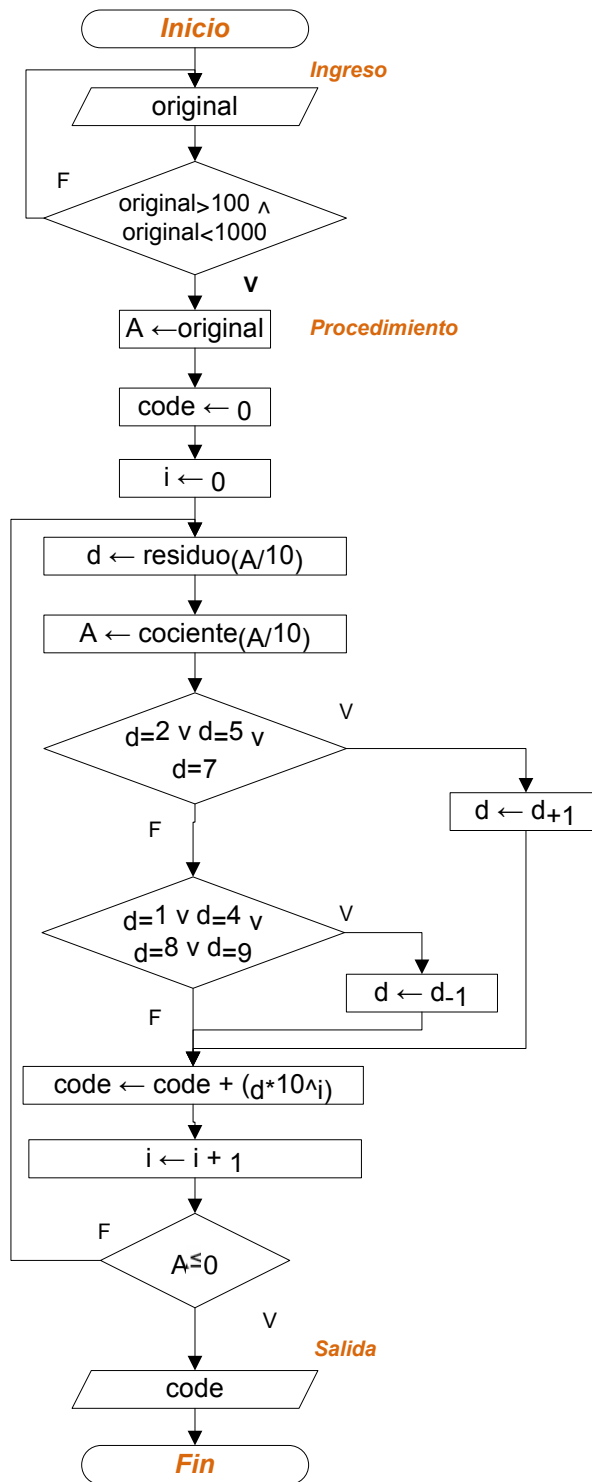 Inicio
Ingreso
original
F
original>100 ^
original<1000
V
A ←original
Procedimiento
code ← 0
i ← 0
d ← residuo(A/10)
A ← cociente(A/10)
V
d=2 v d=5 v
d=7
d ← d+1
F
d=1 v d=4 v
d=8 v d=9
V
d ← d-1
F
code ← code + (d*10^i)
i ← i + 1
F
A≤0
V
Salida
code
Fin